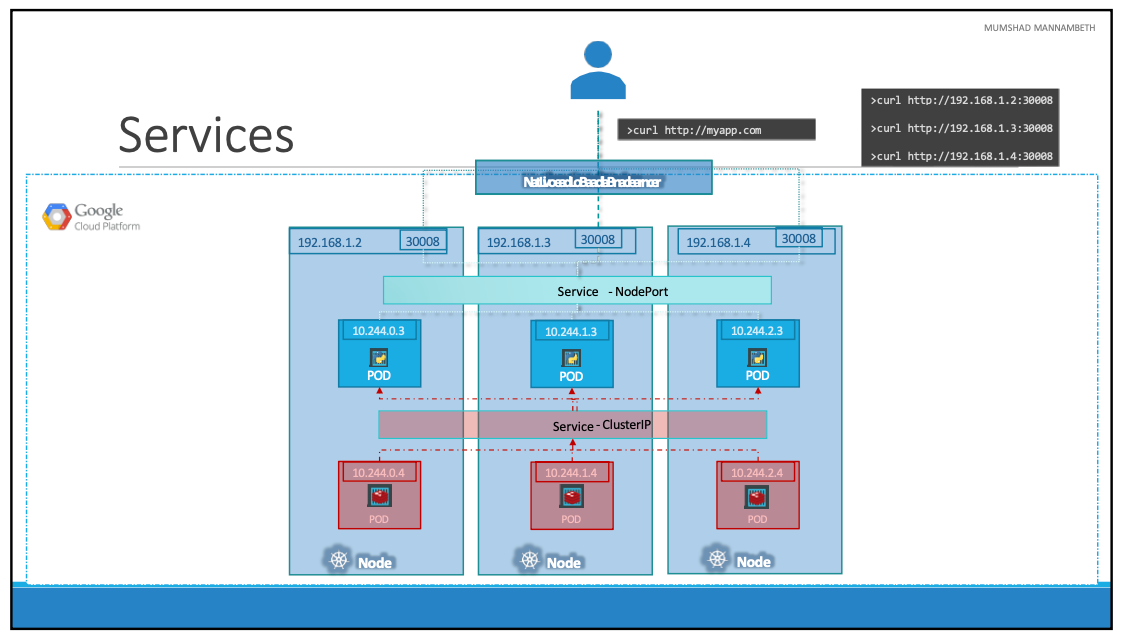 MUMSHAD MANNAMBETH
Services
>curl http://myapp.com
>curl http://192.168.1.2:30008
>curl http://192.168.1.3:30008
>curl http://192.168.1.4:30008
Google
Cloud Platform
192.168.1.2
30008
192.168.1.3
30008
192.168.1.4
30008
Service - NodePort
10.244.0.3
POD
10.244.1.3
POD
10.244.2.3
POD
Service - ClusterIP
10.244.0.4
POD
10.244.1.4
POD
10.244.2.4
POD
Node
Node
Node